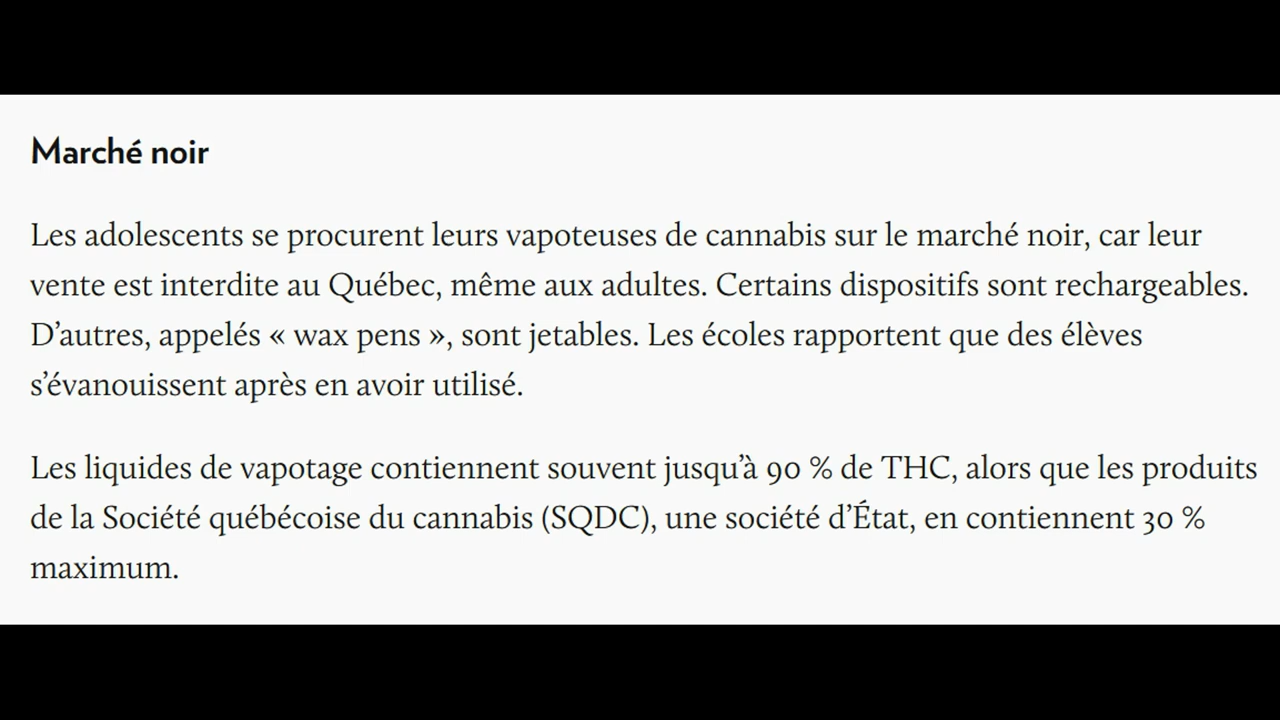 Marché noir
Les adolescents se procurent leurs vapoteuses de cannabis sur le marché noir, car leur
vente est interdite au Québec, même aux adultes. Certains dispositifs sont rechargeables.
D’autres, appelés « wax pens », sont jetables. Les écoles rapportent que des élèves
s’évanouissent après en avoir utilisé.
Les liquides de vapotage contiennent souvent jusqu’à 90 % de THC, alors que les produits
de la Société québécoise du cannabis (SQDC), une société d’État, en contiennent 30 %
maximum.